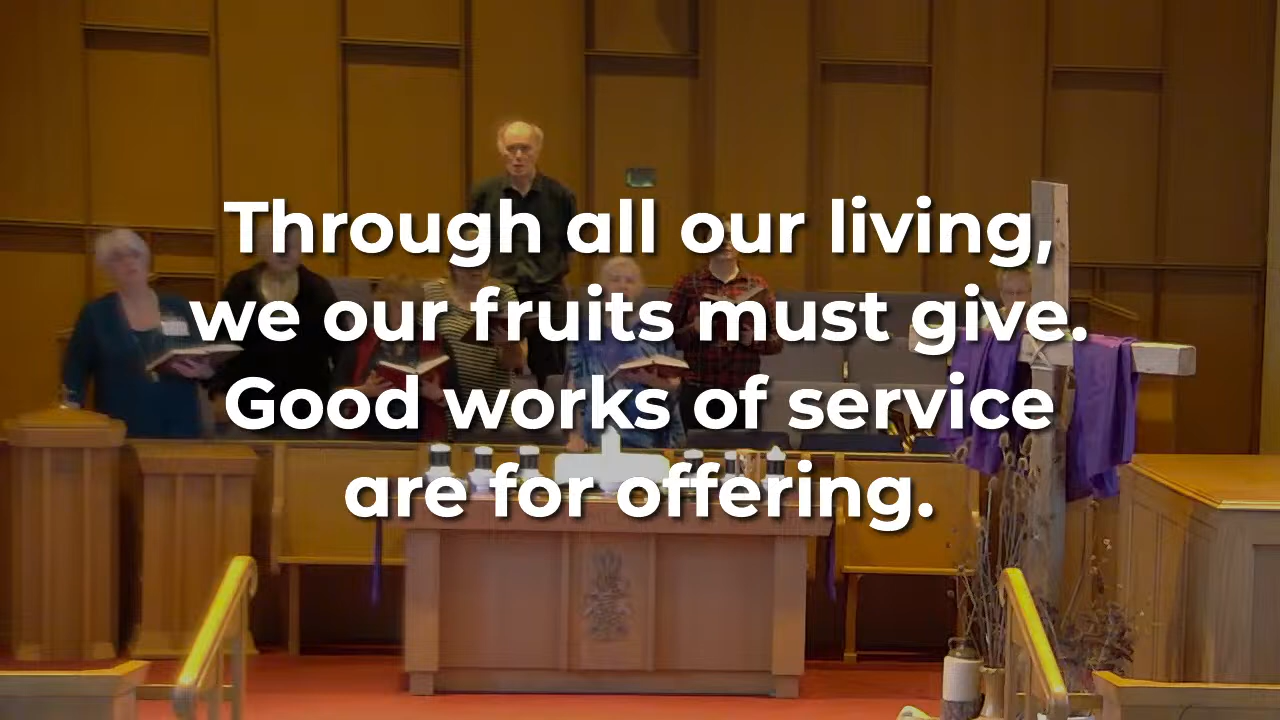 Through all our living,
we our fruits must give.
Good works of service
are for offering.